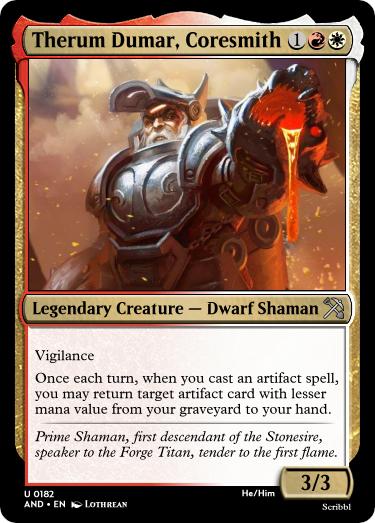 Therum Dumar, Coresmith 1
Legendary Creature — Dwarf Shaman
Vigilance
Once each turn, when you cast an artifact spell,
you may return target artifact card with lesser
mana value from your graveyard to your hand.
Prime Shaman, first descendant of the Stonesire,
speaker to the Forge Titan, tender to the first flame.
3/3
U 0182
He/Him
AND • EN LOTHREAN
Scribbl